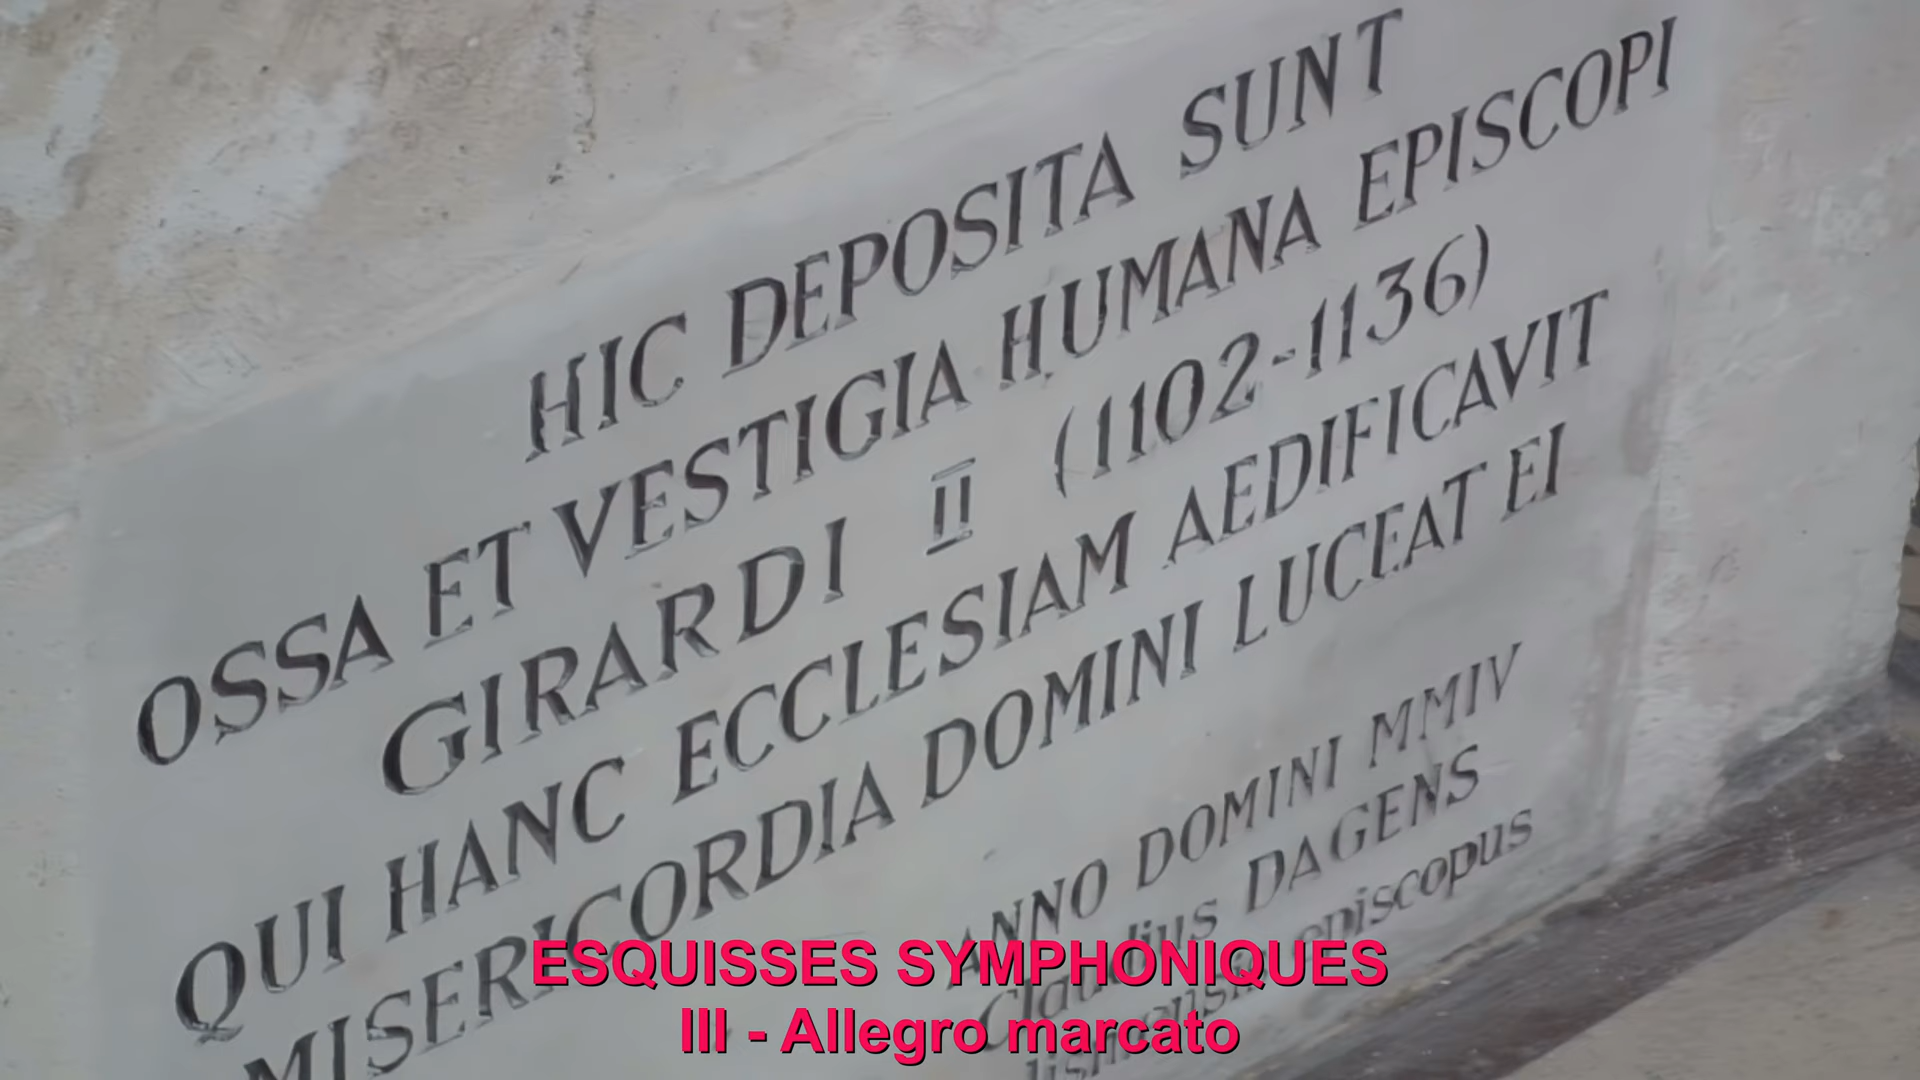 HIC DEPOSITA SUNT
OSSA ET VESTIGIA HUMANA EPISCOPI
GIRARDI II (1102-1136)
QUI HANC ECCLESIAM AEDIFICAVIT
MISERICORDIA DOMINI LUCEAT EI
ANNO DOMINI MMIV
Claudius DAGENS
episcopus
ESQUISSES SYMPHONIQUES
III - Allegro marcato